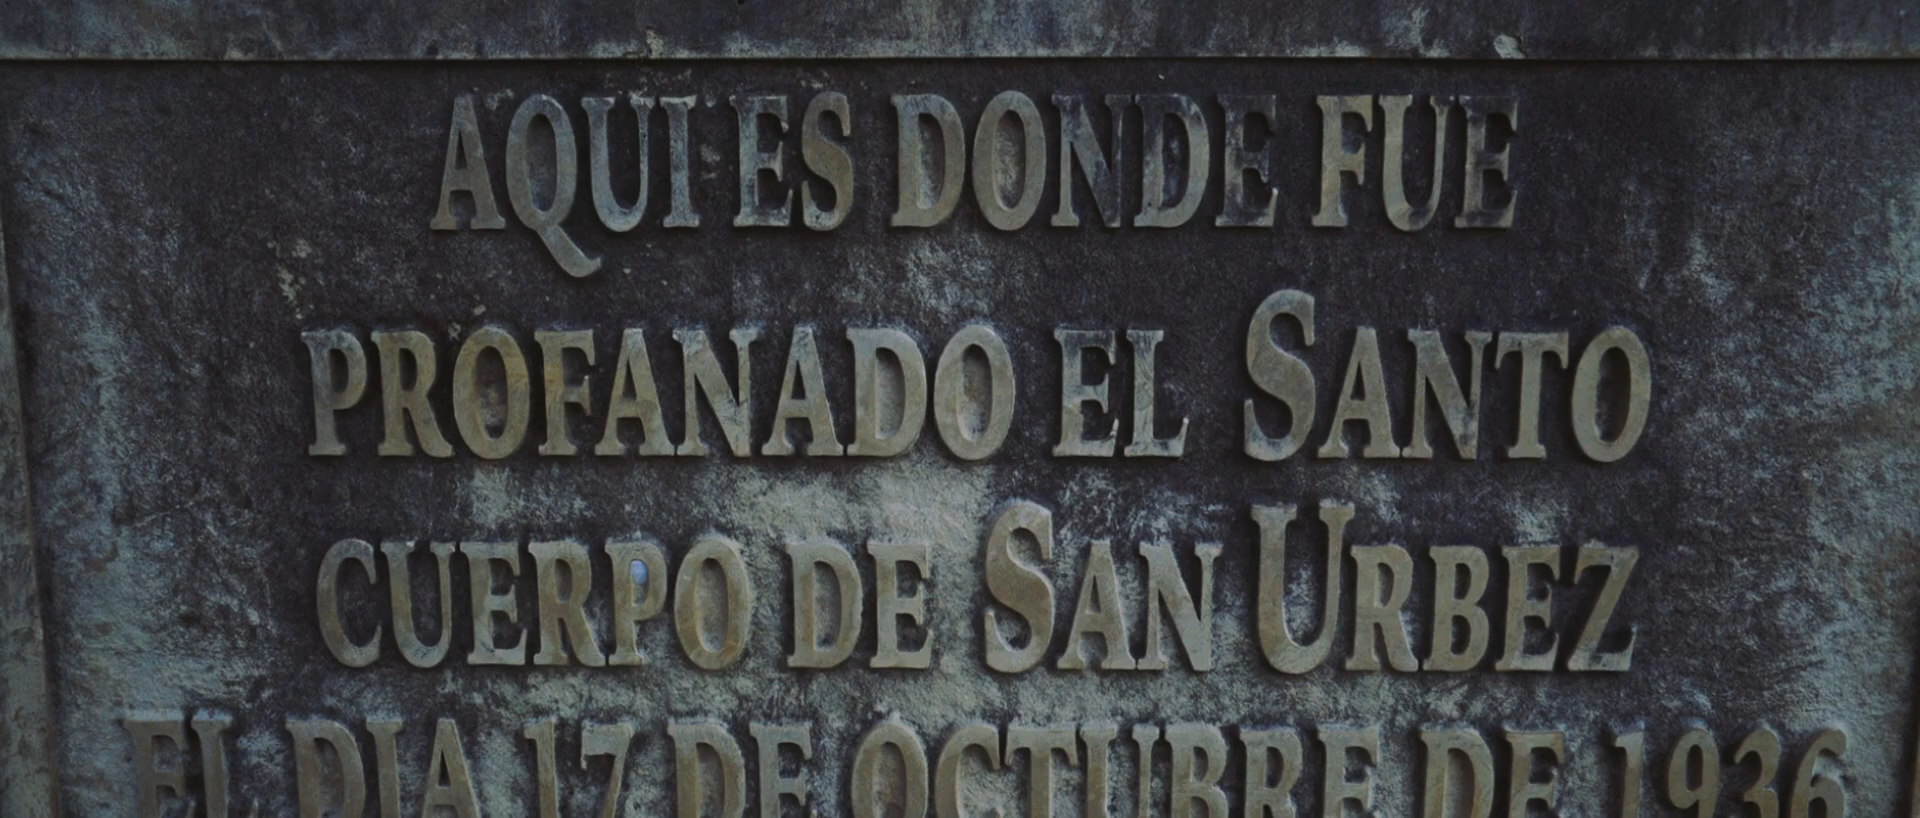 AQUI ES DONDE FUE
PROFANADO EL SANTO
CUERPO DE SAN URBEZ
EL DIA 17 DE OCTUBRE DE 1936